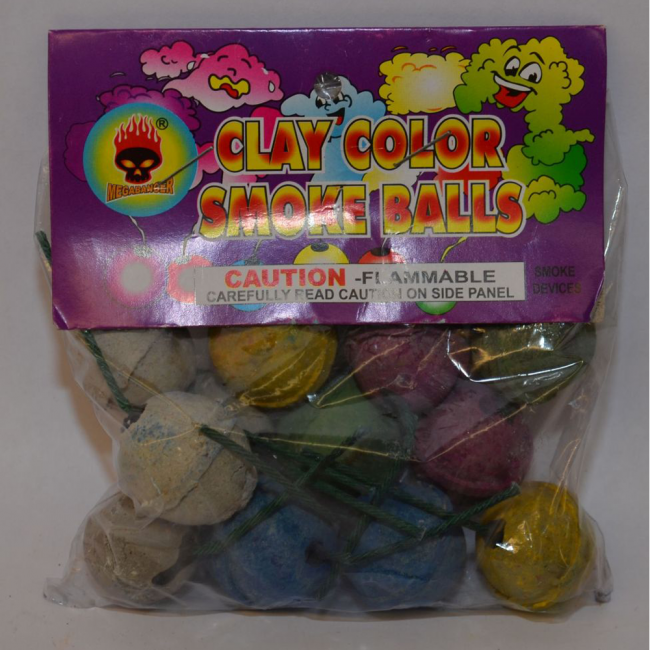 ®
MEGABANGER
CLAY COLOR
SMOKE BALLS
CAUTION -FLAMMABLE
CAREFULLY READ CAUTION ON SIDE PANEL
SMOKE
DEVICES